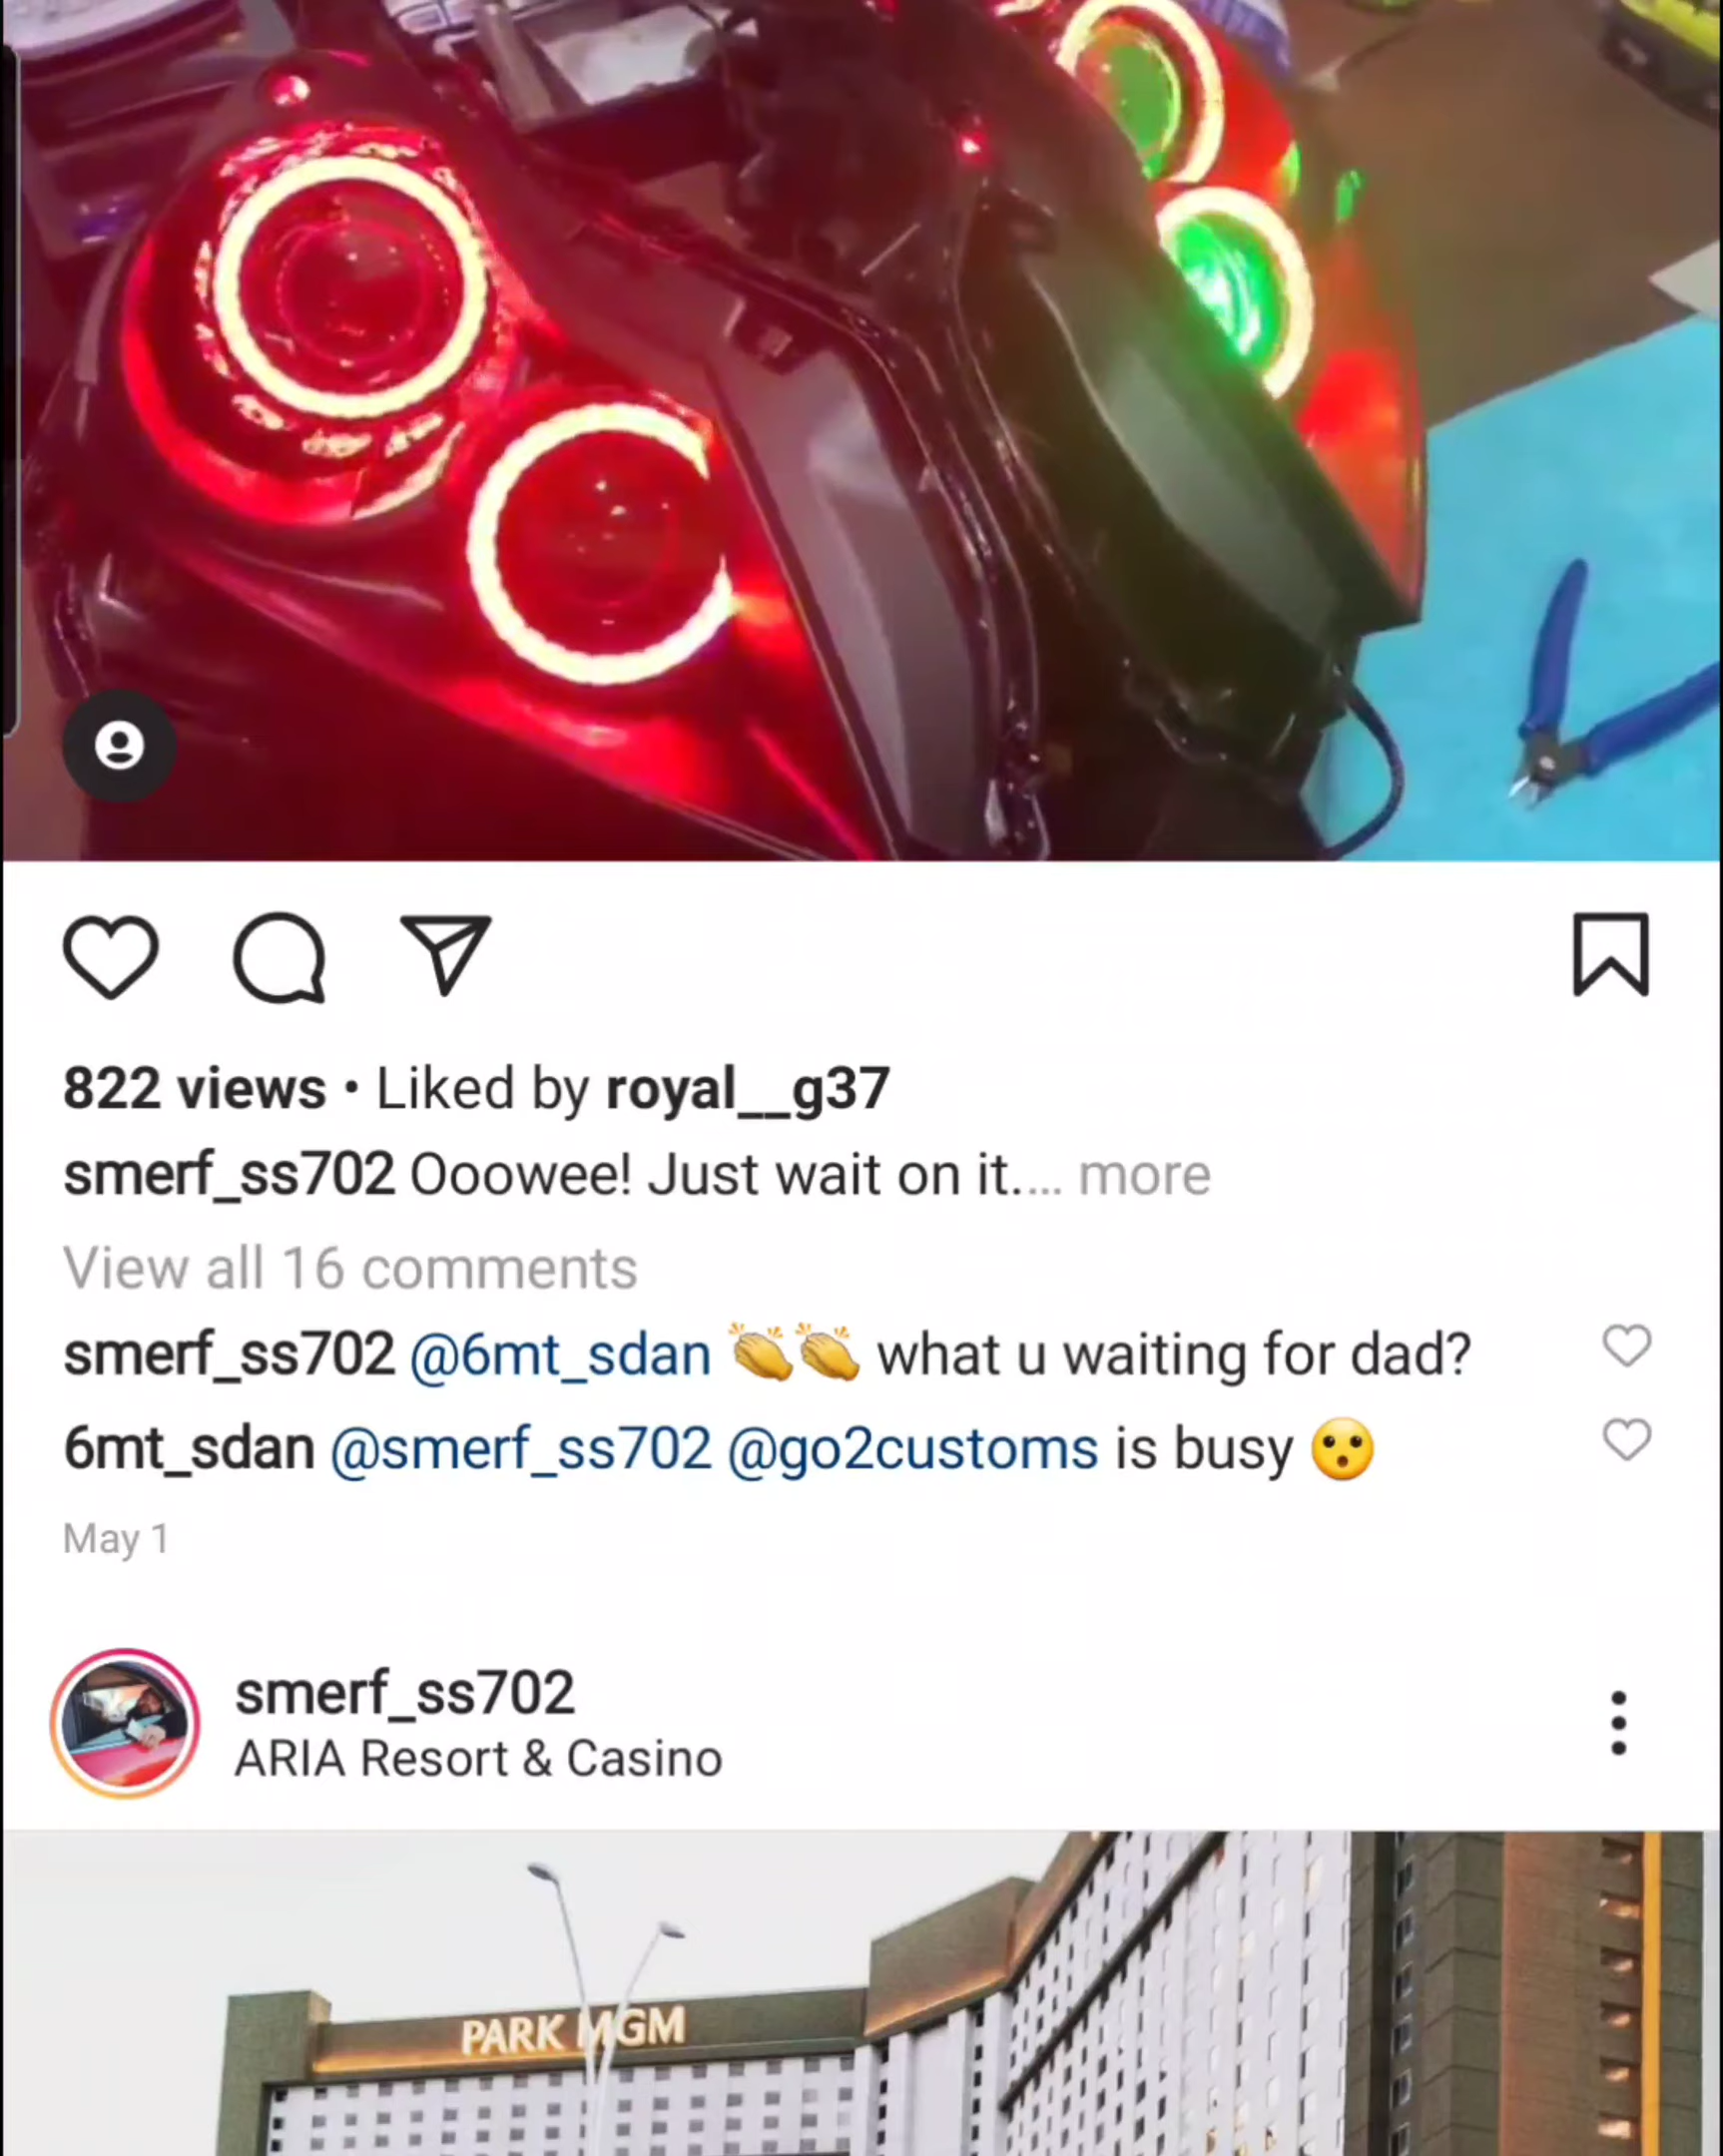 822 views • Liked by royal__g37
smerf_ss702 Ooowee! Just wait on it.... more
View all 16 comments
smerf_ss702 @6mt_sdan 👏👏 what u waiting for dad?
6mt_sdan @smerf_ss702 @go2customs is busy 😯
May 1
smerf_ss702
ARIA Resort & Casino
PARK MGM